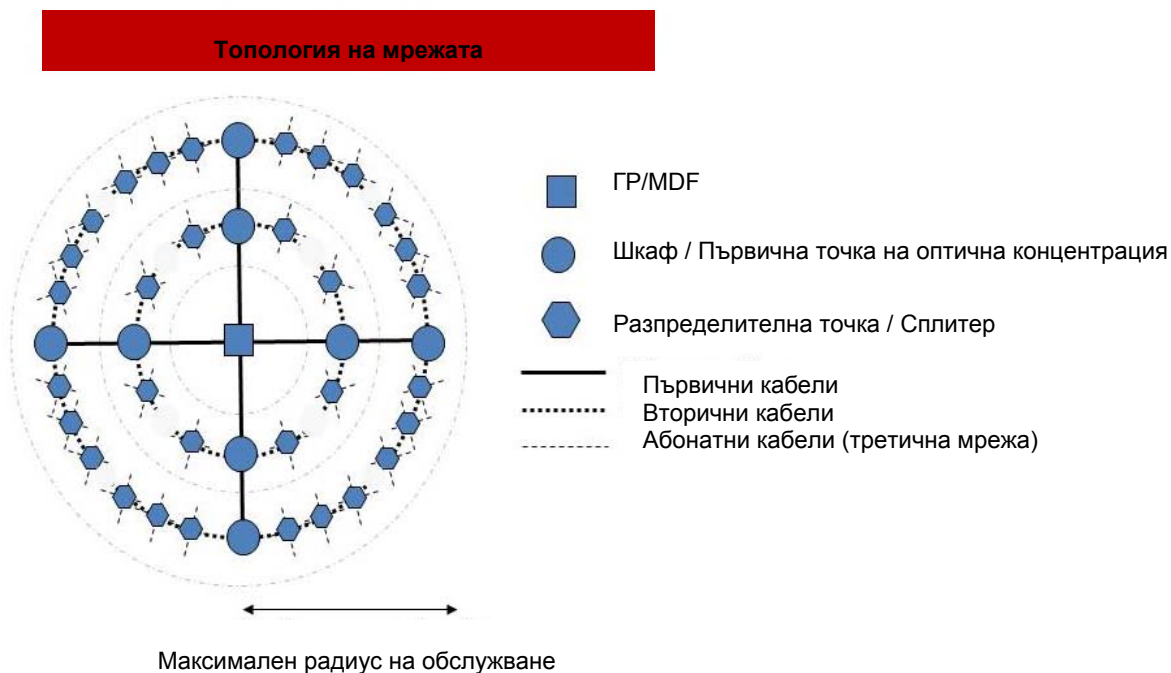 Топология на мрежата
ГР/MDF
Шкаф / Първична точка на оптична концентрация
Разпределителна точка / Сплитер
Първични кабели
Вторични кабели
Абонатни кабели (третична мрежа)
Максимален радиус на обслужване